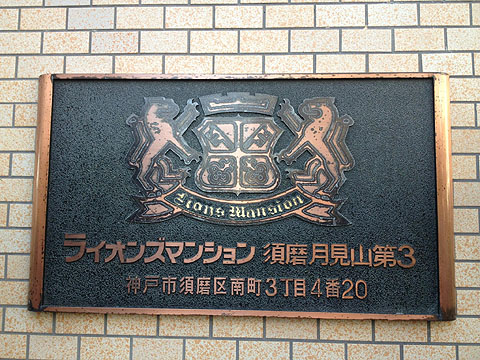 Lions Mansion
ライオンズマンション 須磨月見山第3
神戸市須磨区南町3丁目4番20